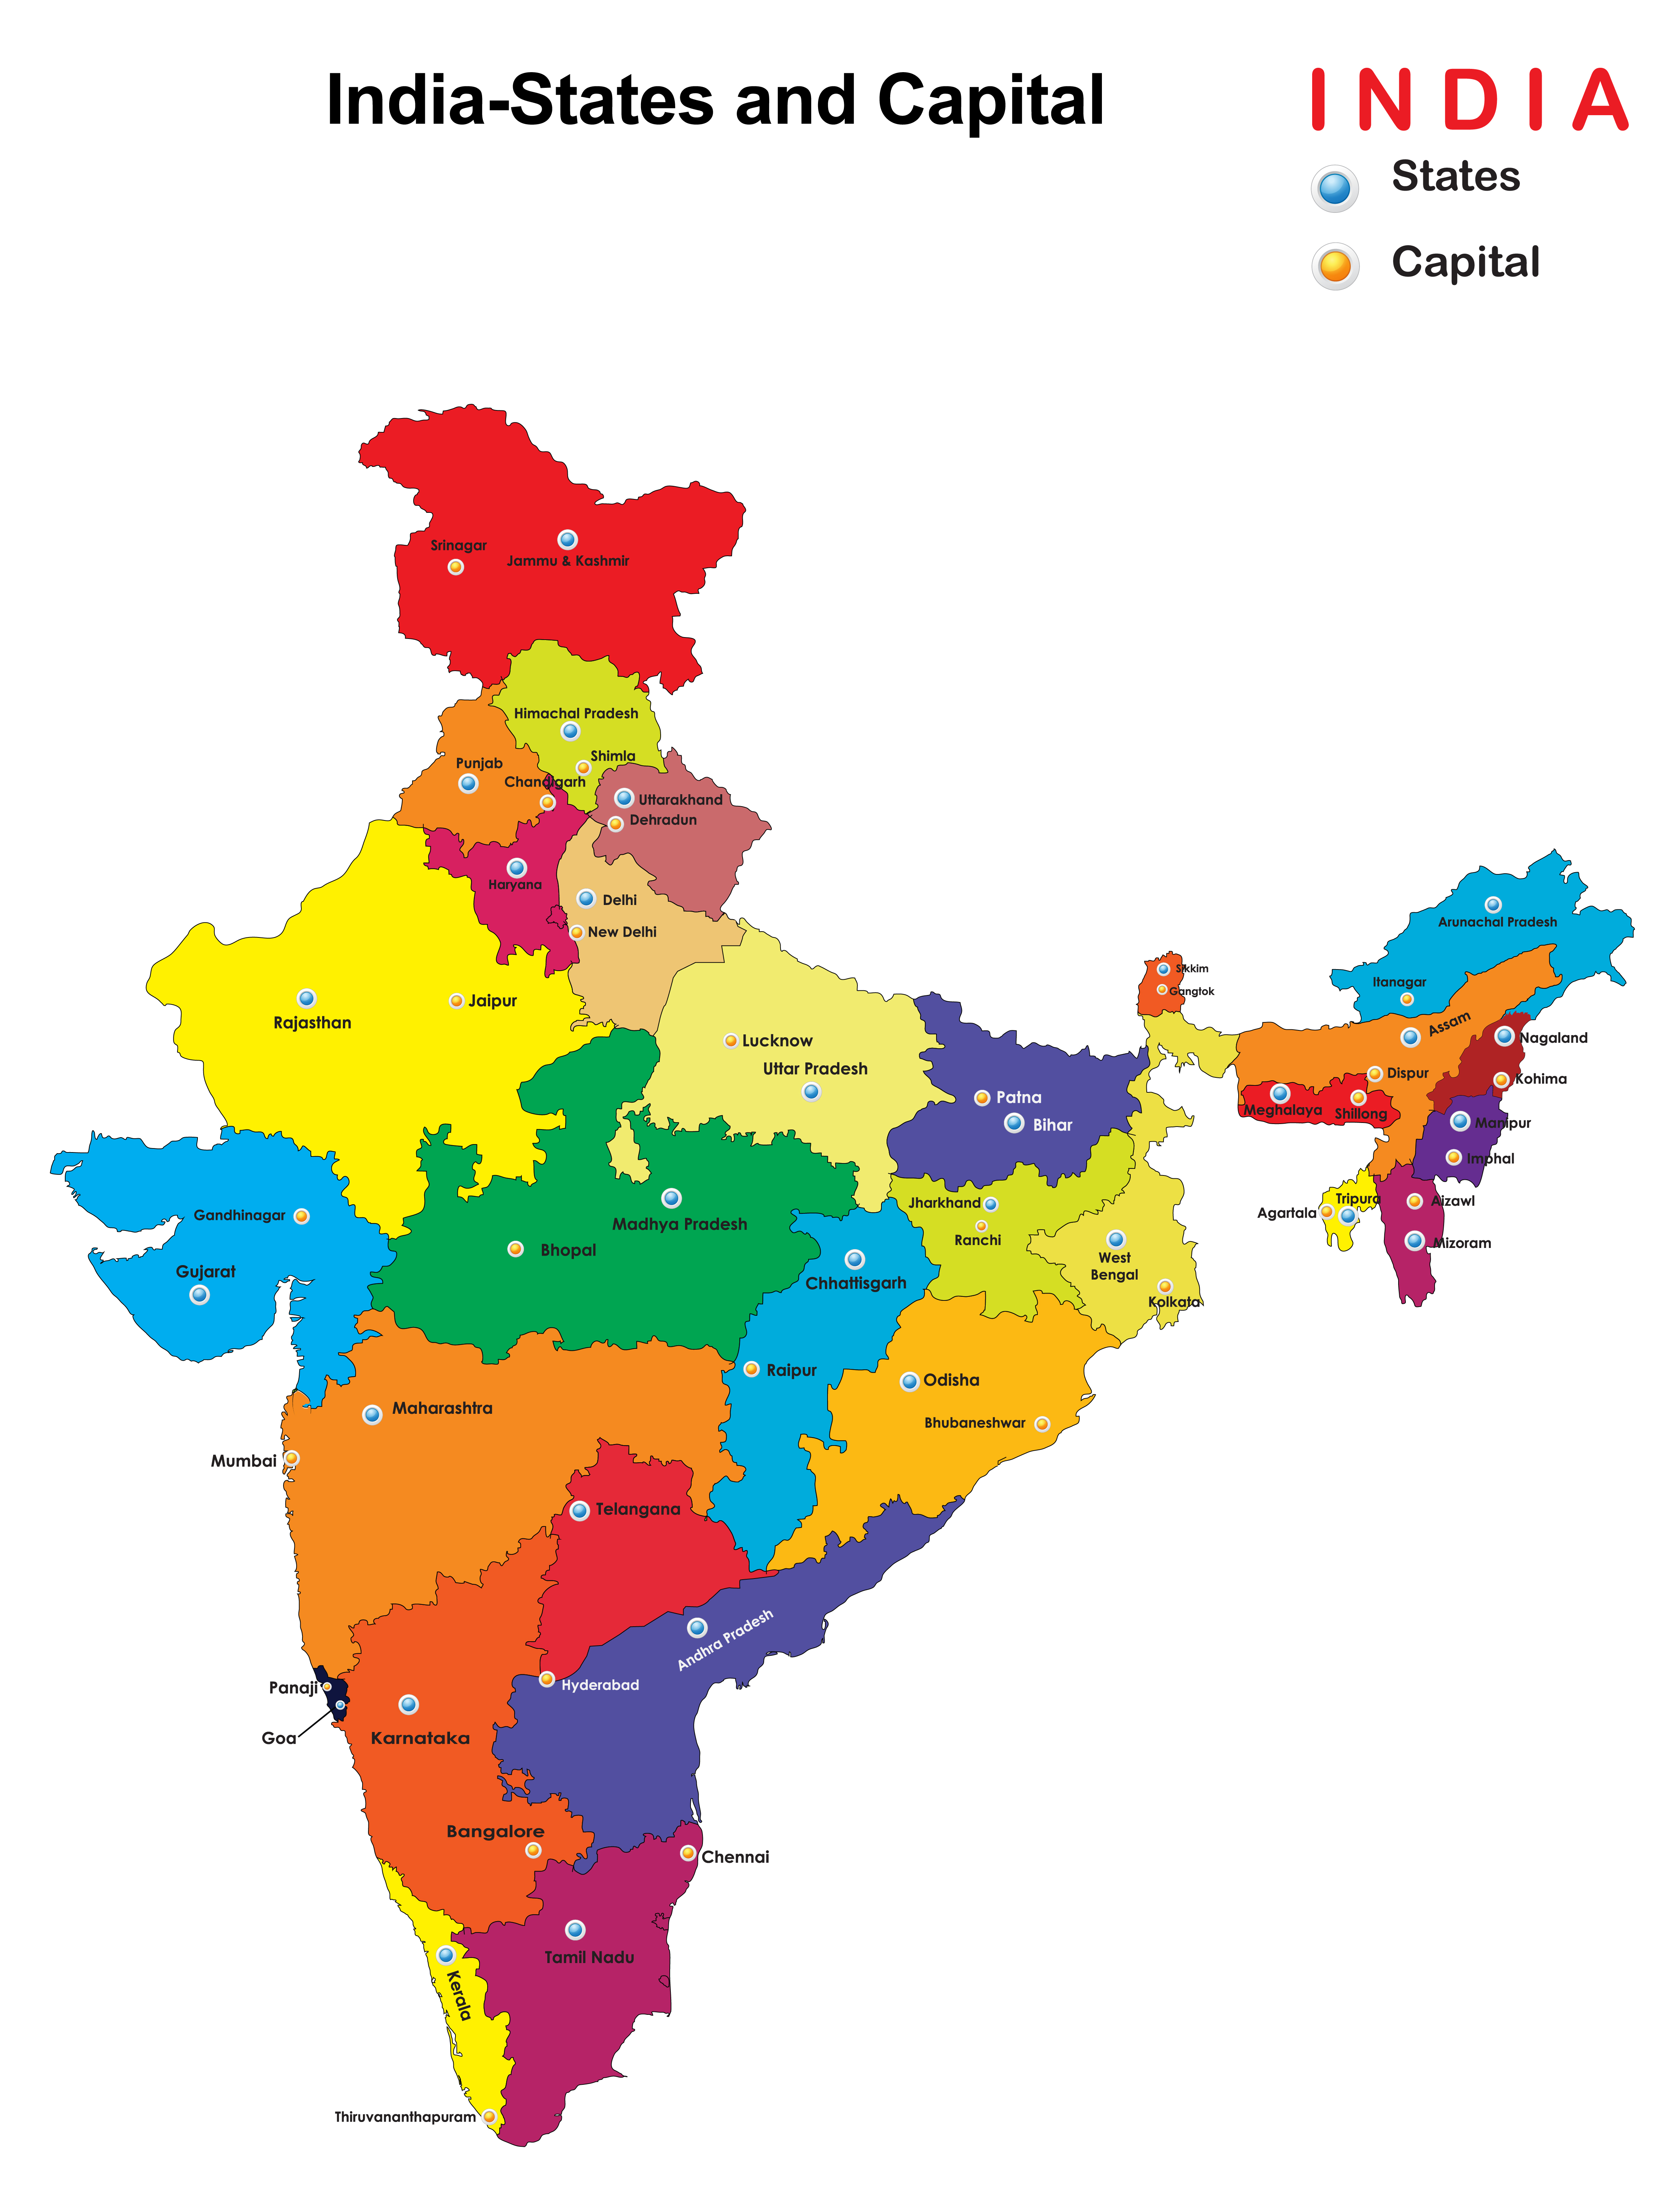 India-States and Capital
INDIA
States
Capital
Srinagar
Jammu & Kashmir
Himachal Pradesh
Shimla
Punjab
Chandigarh
Uttarakhand
Dehradun
Haryana
Delhi
New Delhi
Rajasthan
Jaipur
Lucknow
Uttar Pradesh
Patna
Bihar
Sikkim
Gangtok
Arunachal Pradesh
Itanagar
Assam
Nagaland
Dispur
Kohima
Meghalaya
Shillong
Manipur
Imphal
Tripura
Agartala
Aizawl
Mizoram
Gandhinagar
Gujarat
Madhya Pradesh
Bhopal
Jharkhand
Ranchi
West
Bengal
Kolkata
Chhattisgarh
Raipur
Odisha
Bhubaneshwar
Maharashtra
Mumbai
Telangana
Andhra Pradesh
Hyderabad
Panaji
Goa
Karnataka
Bangalore
Chennai
Tamil Nadu
Kerala
Thiruvananthapuram